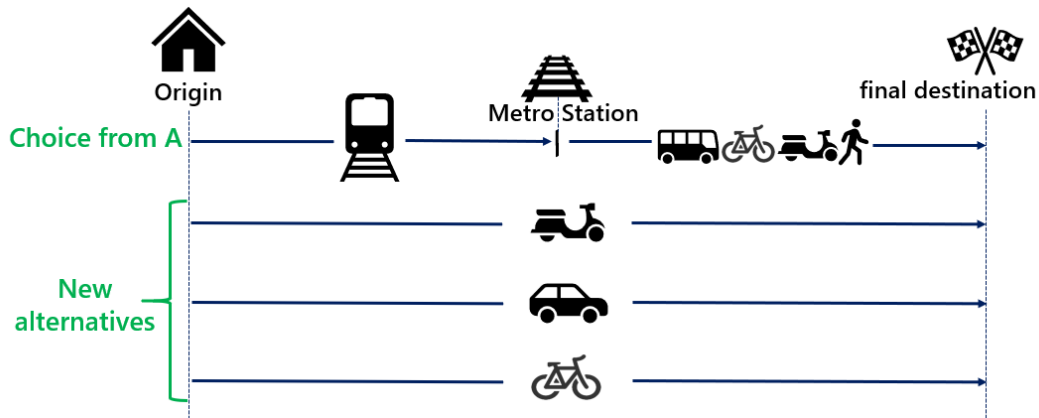 Origin
Metro Station
final destination
Choice from A
New
alternatives